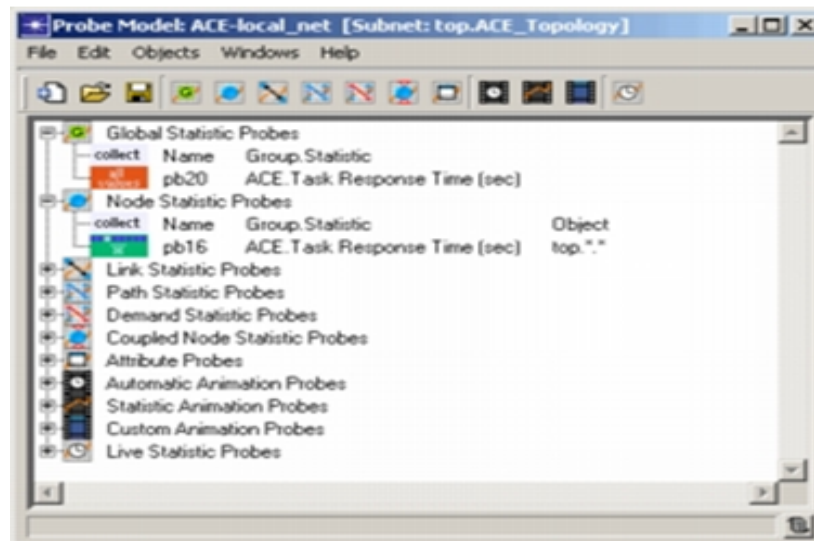 Probe Model: ACE-local_net [Subnet: top.ACE_Topology]
File Edit Objects Windows Help
Global Statistic Probes
collect Name Group.Statistic
all values pb20 ACE.Task Response Time (sec)
Node Statistic Probes
collect Name Group.Statistic Object
pb16 ACE.Task Response Time (sec) top.*.*
Link Statistic Probes
Path Statistic Probes
Demand Statistic Probes
Coupled Node Statistic Probes
Attribute Probes
Automatic Animation Probes
Statistic Animation Probes
Custom Animation Probes
Live Statistic Probes